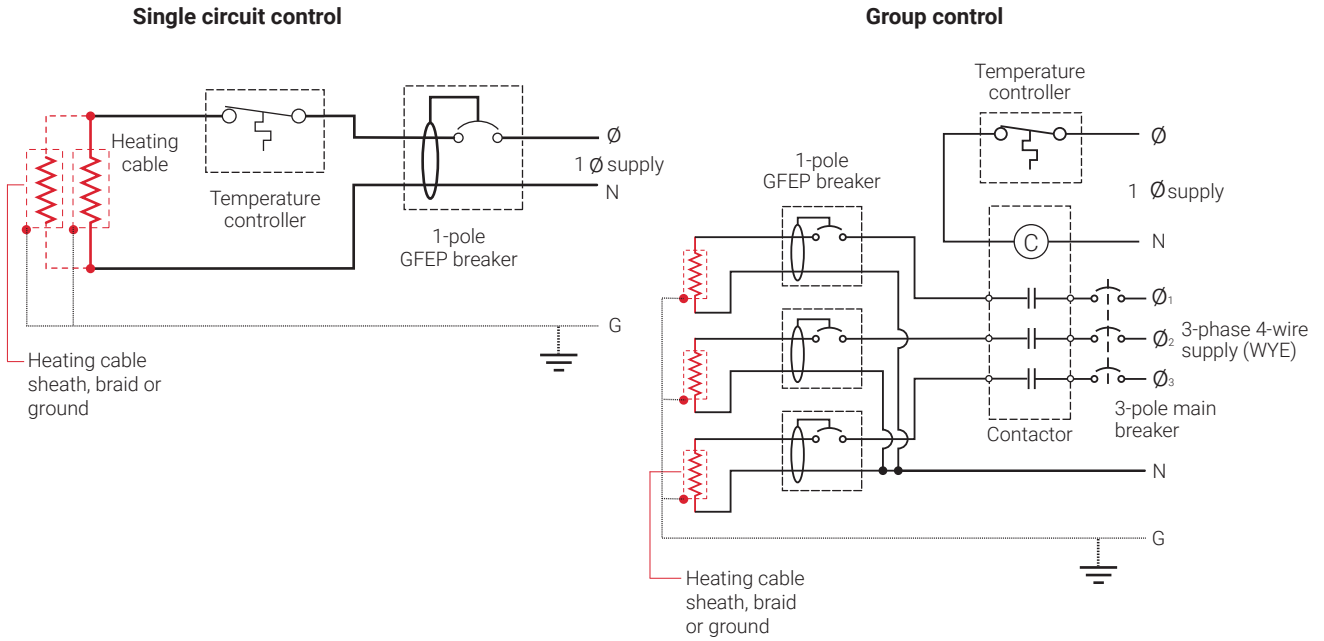 Single circuit control
Heating
cable
Temperature
controller
1-pole
GFEP breaker
Ø
1 Ø supply
N
G
Heating cable
sheath, braid or
ground
Group control
Temperature
controller
Ø
1 Ø supply
N
1-pole
GFEP breaker
C
Ø1
Ø2
Ø3
3-phase 4-wire
supply (WYE)
3-pole main
breaker
Contactor
N
G
Heating cable
sheath, braid
or ground